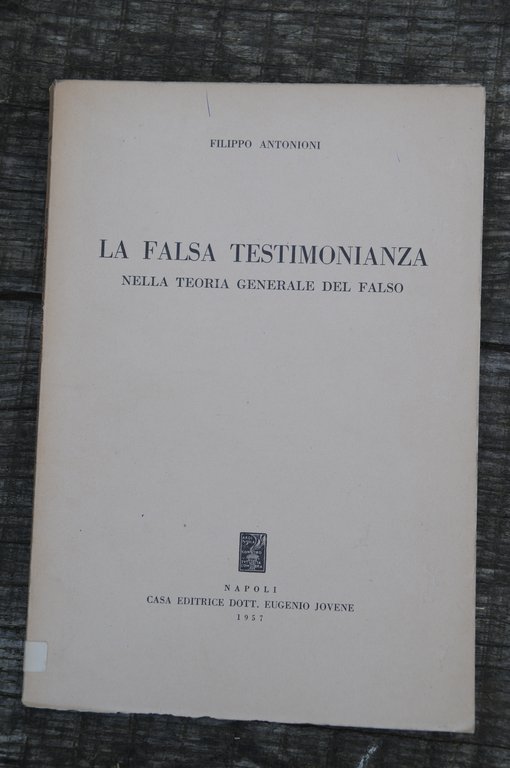 FILIPPO ANTONIONI
LA FALSA TESTIMONIANZA
NELLA TEORIA GENERALE DEL FALSO
NAPOLI
CASA EDITRICE DOTT. EUGENIO JOVENE
1957